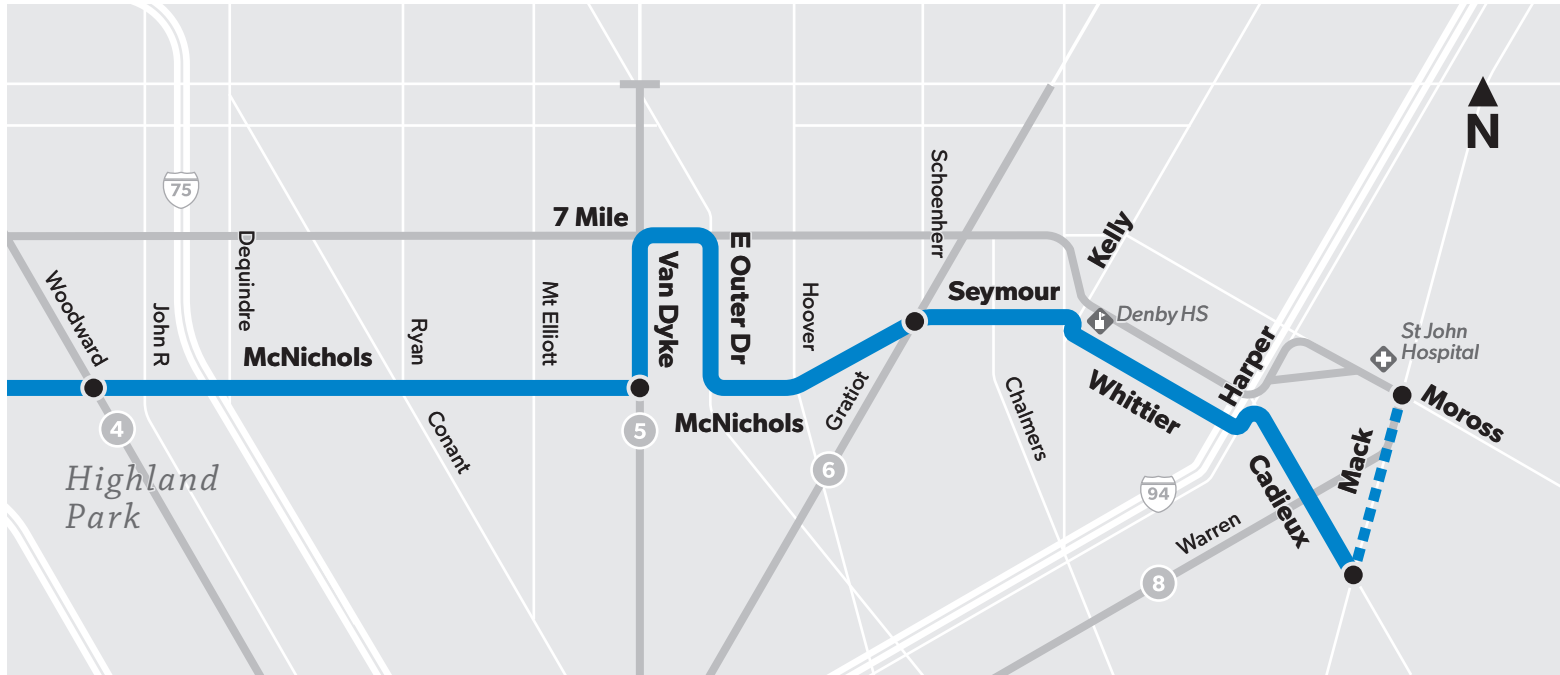 N
75
Schoenherr
7 Mile
Kelly
Woodward
Dequindre
Van Dyke
E Outer Dr
Mt Elliott
Hoover
Seymour
Denby HS
John R
Ryan
St John
Hospital
Harper
McNichols
Whittier
Moross
4
5
McNichols
Gratiot
Chalmers
Conant
Highland
Park
6
Mack
Cadieux
94
Warren
8